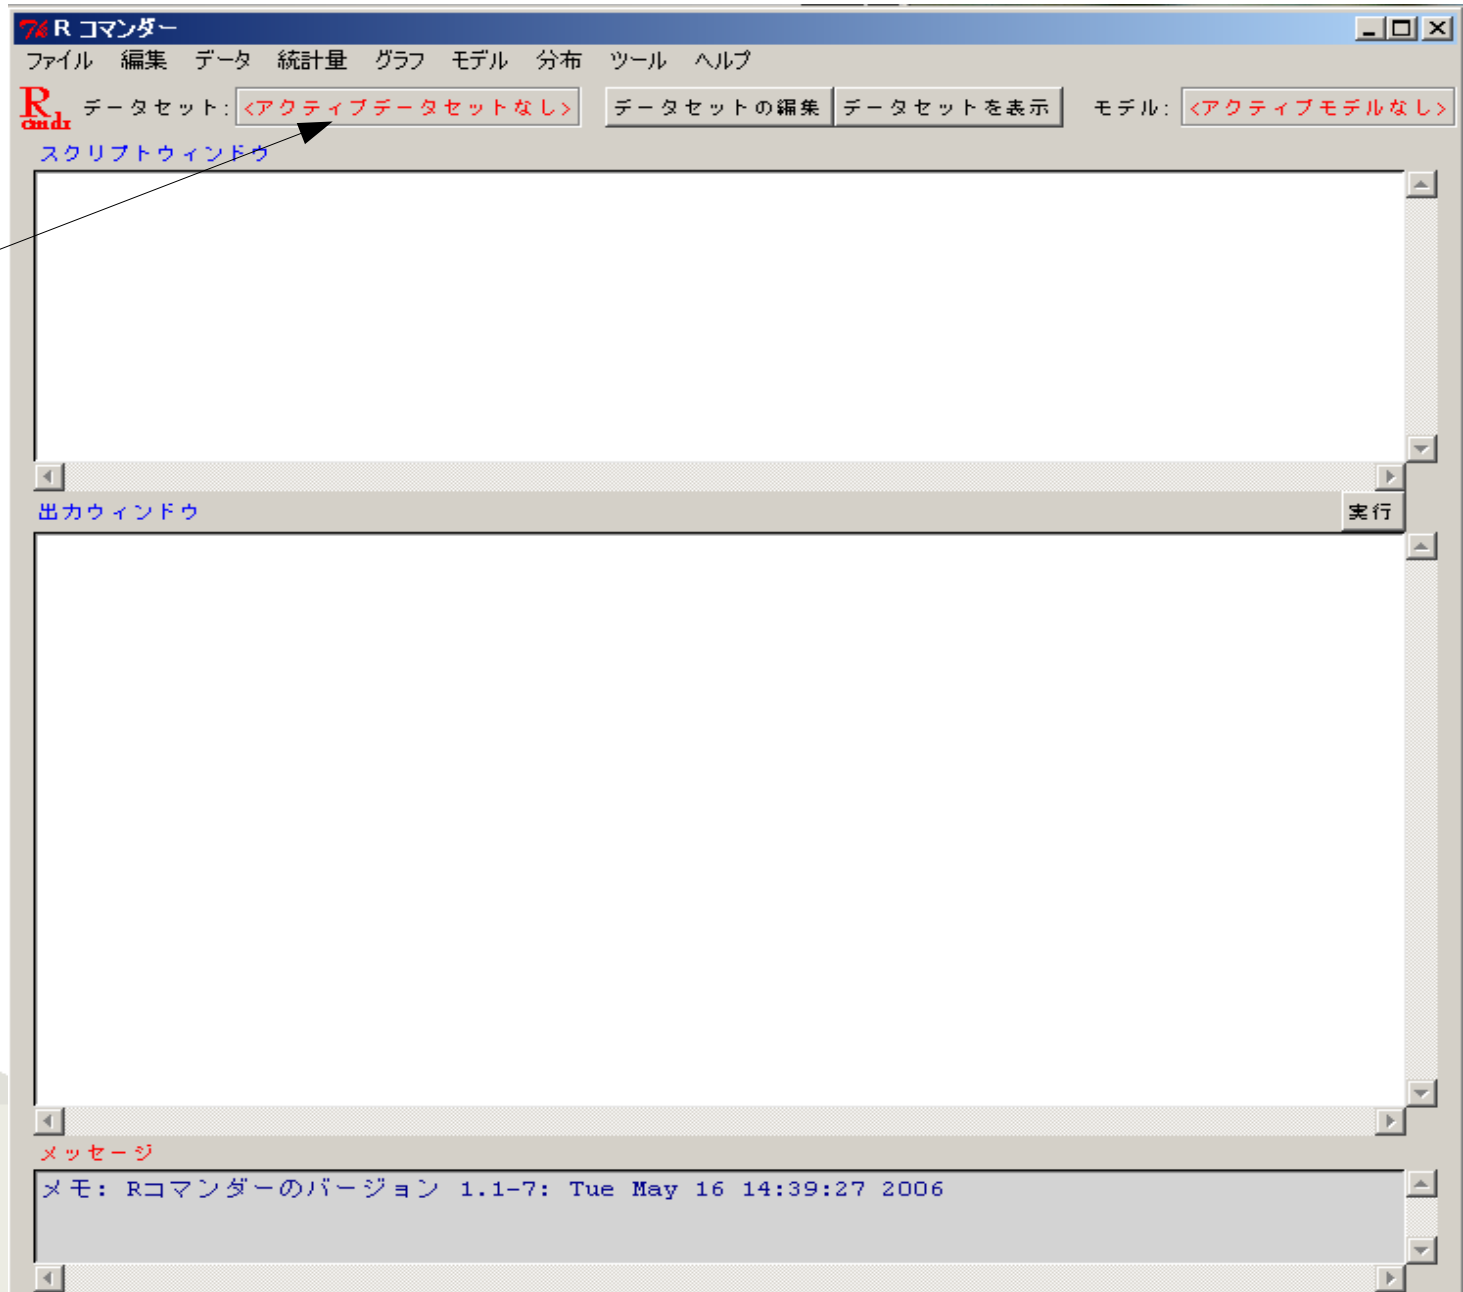 R コマンダー
ファイル 編集 データ 統計量 グラフ モデル 分布 ツール ヘルプ
R cmdr データセット: <アクティブデータセットなし> データセットの編集 データセットを表示 モデル: <アクティブモデルなし>
スクリプトウィンドウ
出力ウィンドウ 実行
メッセージ
メモ: Rコマンダーのバージョン 1.1-7: Tue May 16 14:39:27 2006